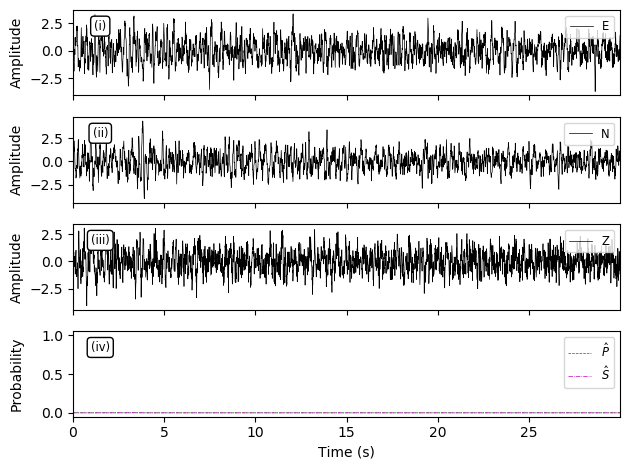 (i)
E
Amplitude
2.5
0.0
−2.5
(ii)
N
Amplitude
2.5
0.0
−2.5
(iii)
Z
Amplitude
2.5
0.0
−2.5
(iv)
P̂
Ŝ
Probability
1.0
0.5
0.0
0 5 10 15 20 25
Time (s)